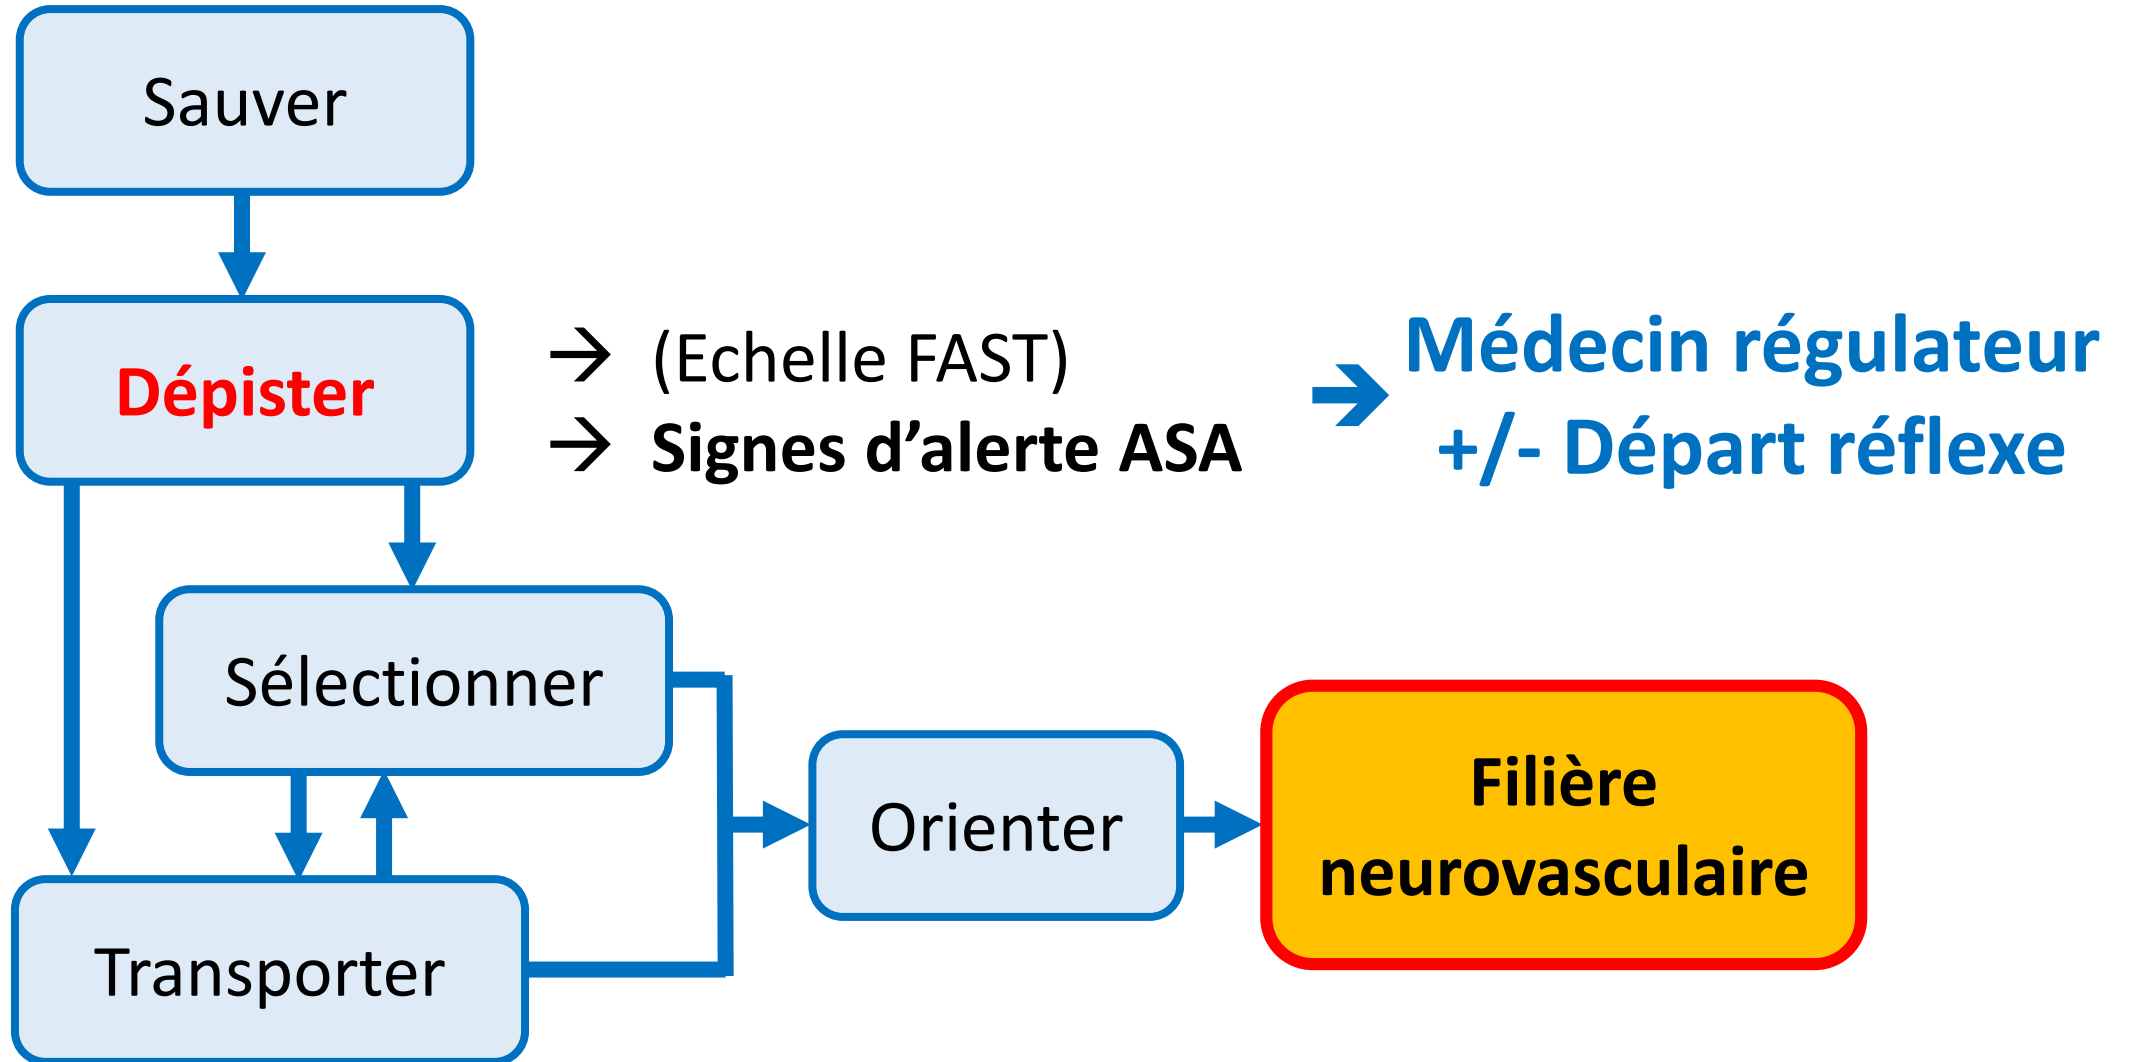 Sauver
Dépister
→ (Echelle FAST)
→ Signes d’alerte ASA
➔ Médecin régulateur
+/- Départ réflexe
Sélectionner
Transporter
Orienter
Filière
neurovasculaire